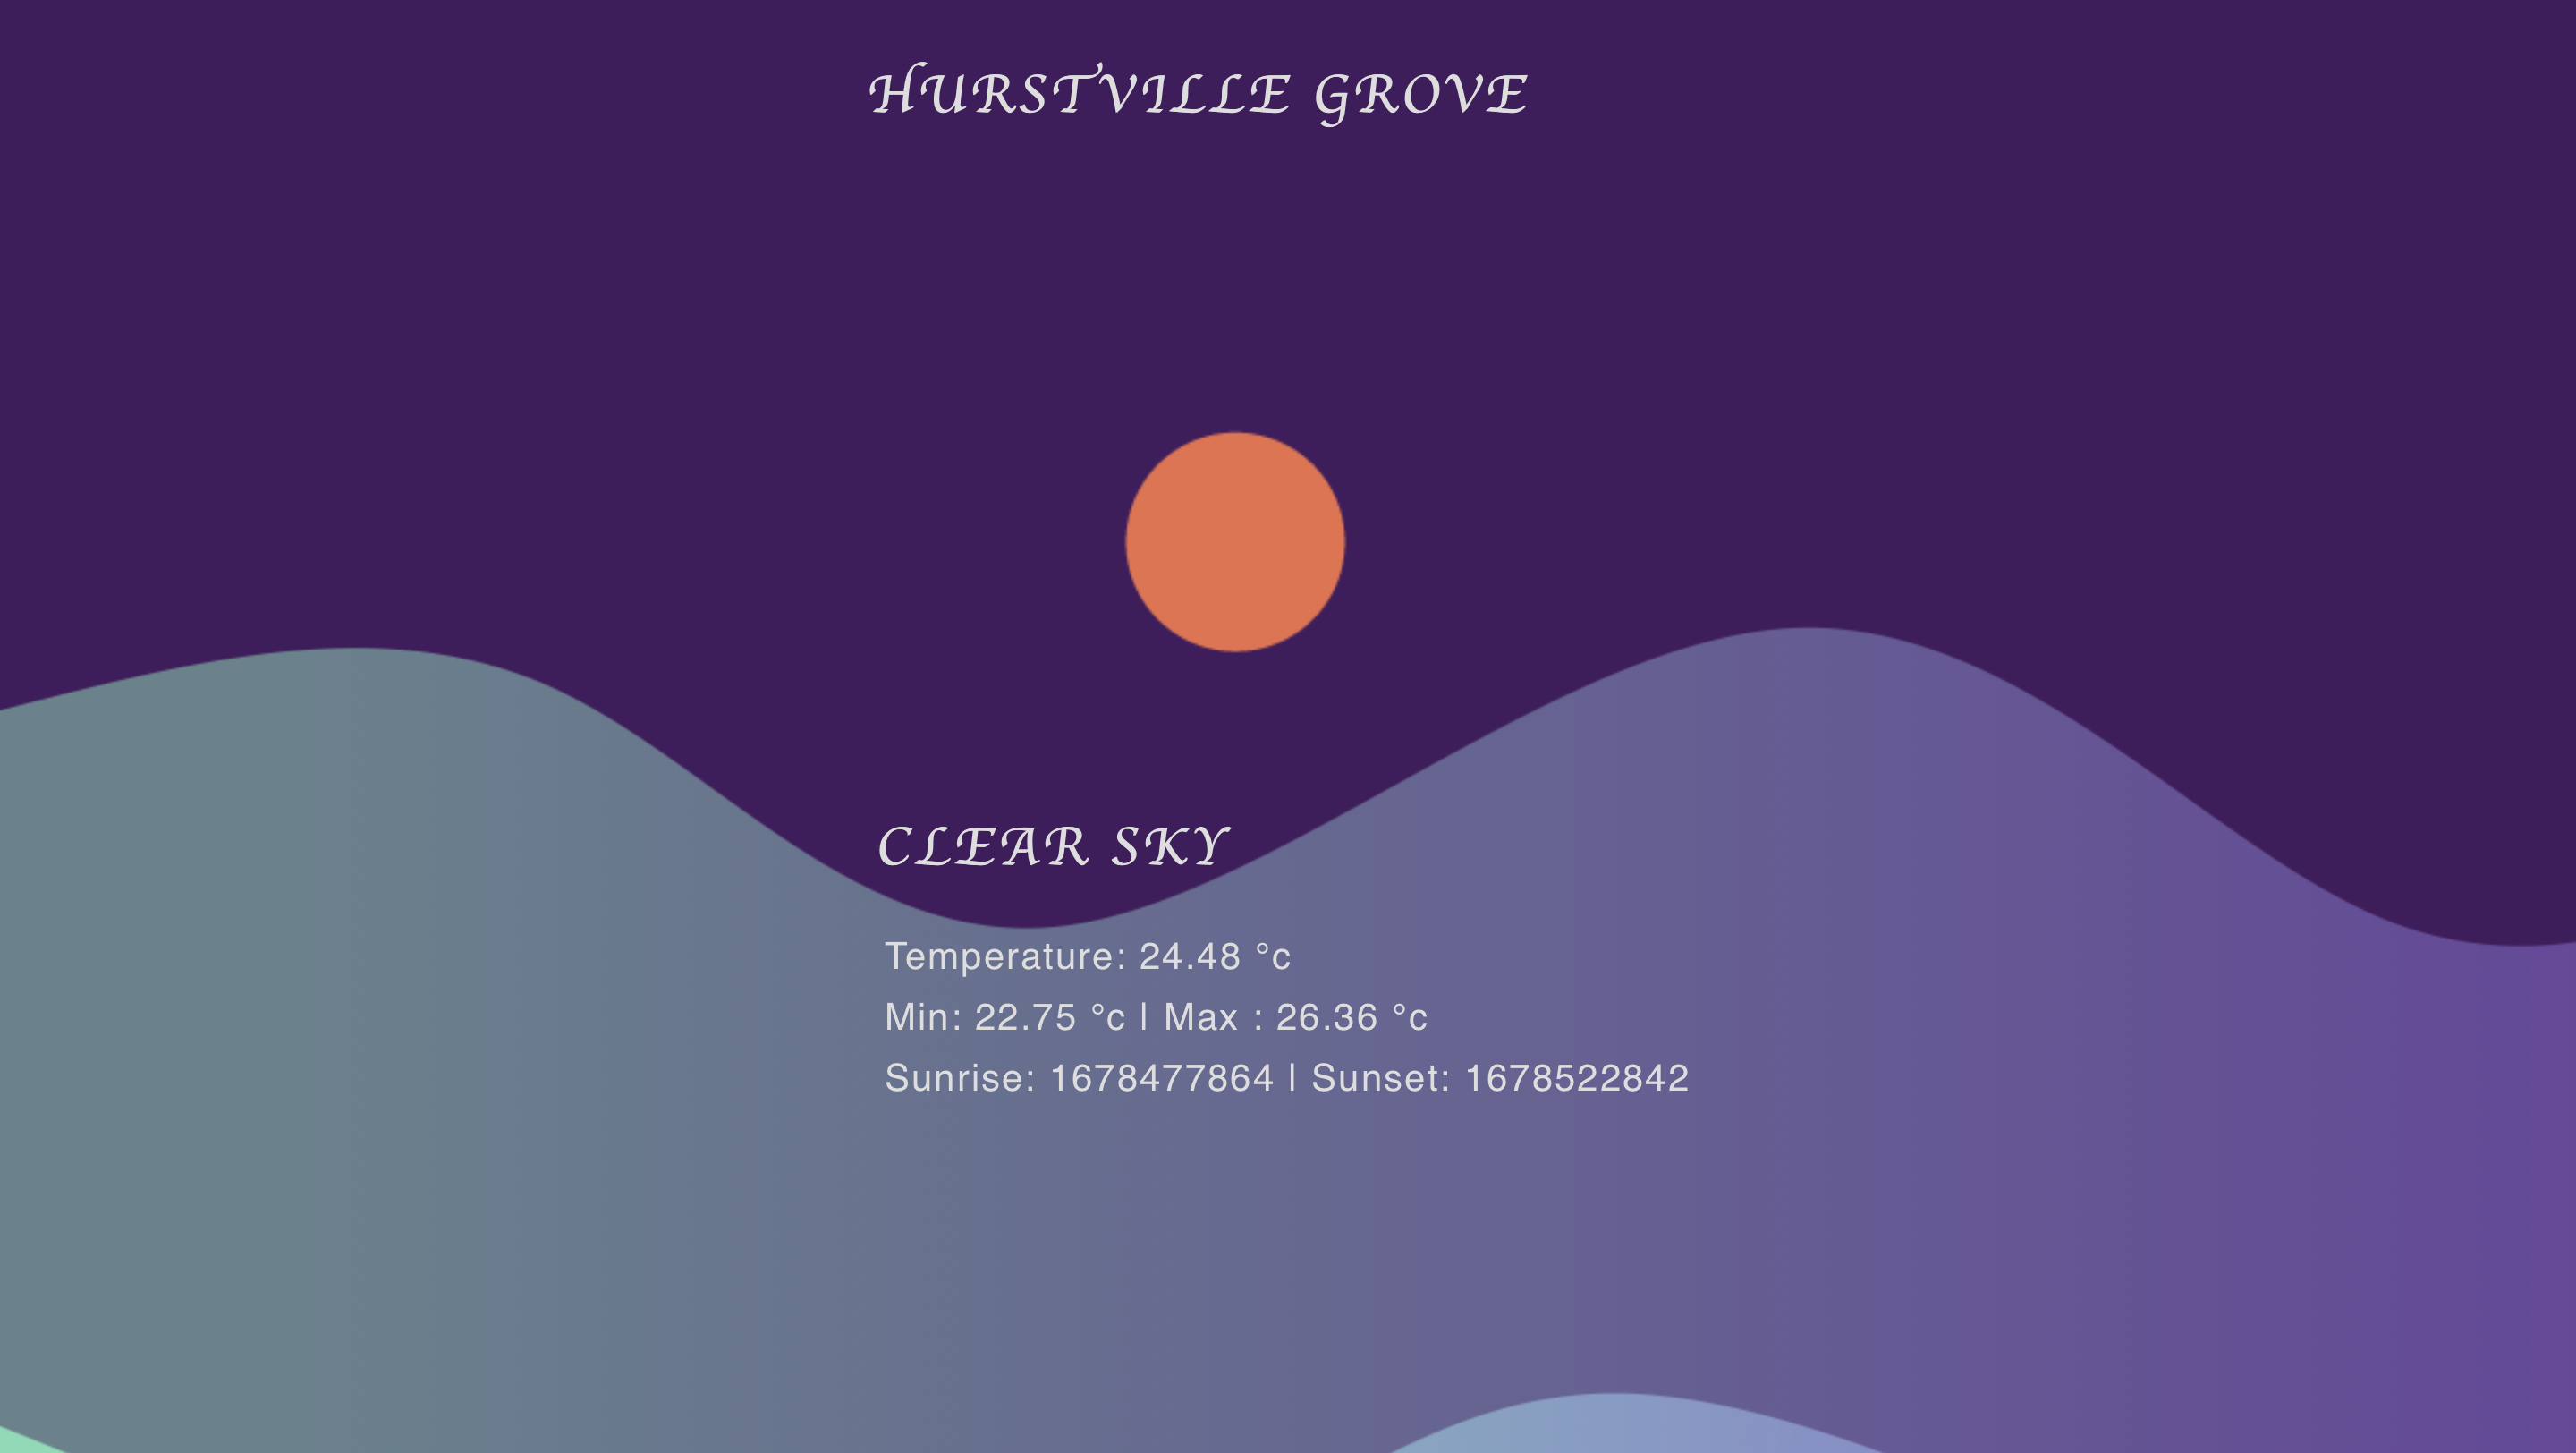 HURSTVILLE GROVE
CLEAR SKY
Temperature: 24.48 °c
Min: 22.75 °c | Max : 26.36 °c
Sunrise: 1678477864 | Sunset: 1678522842